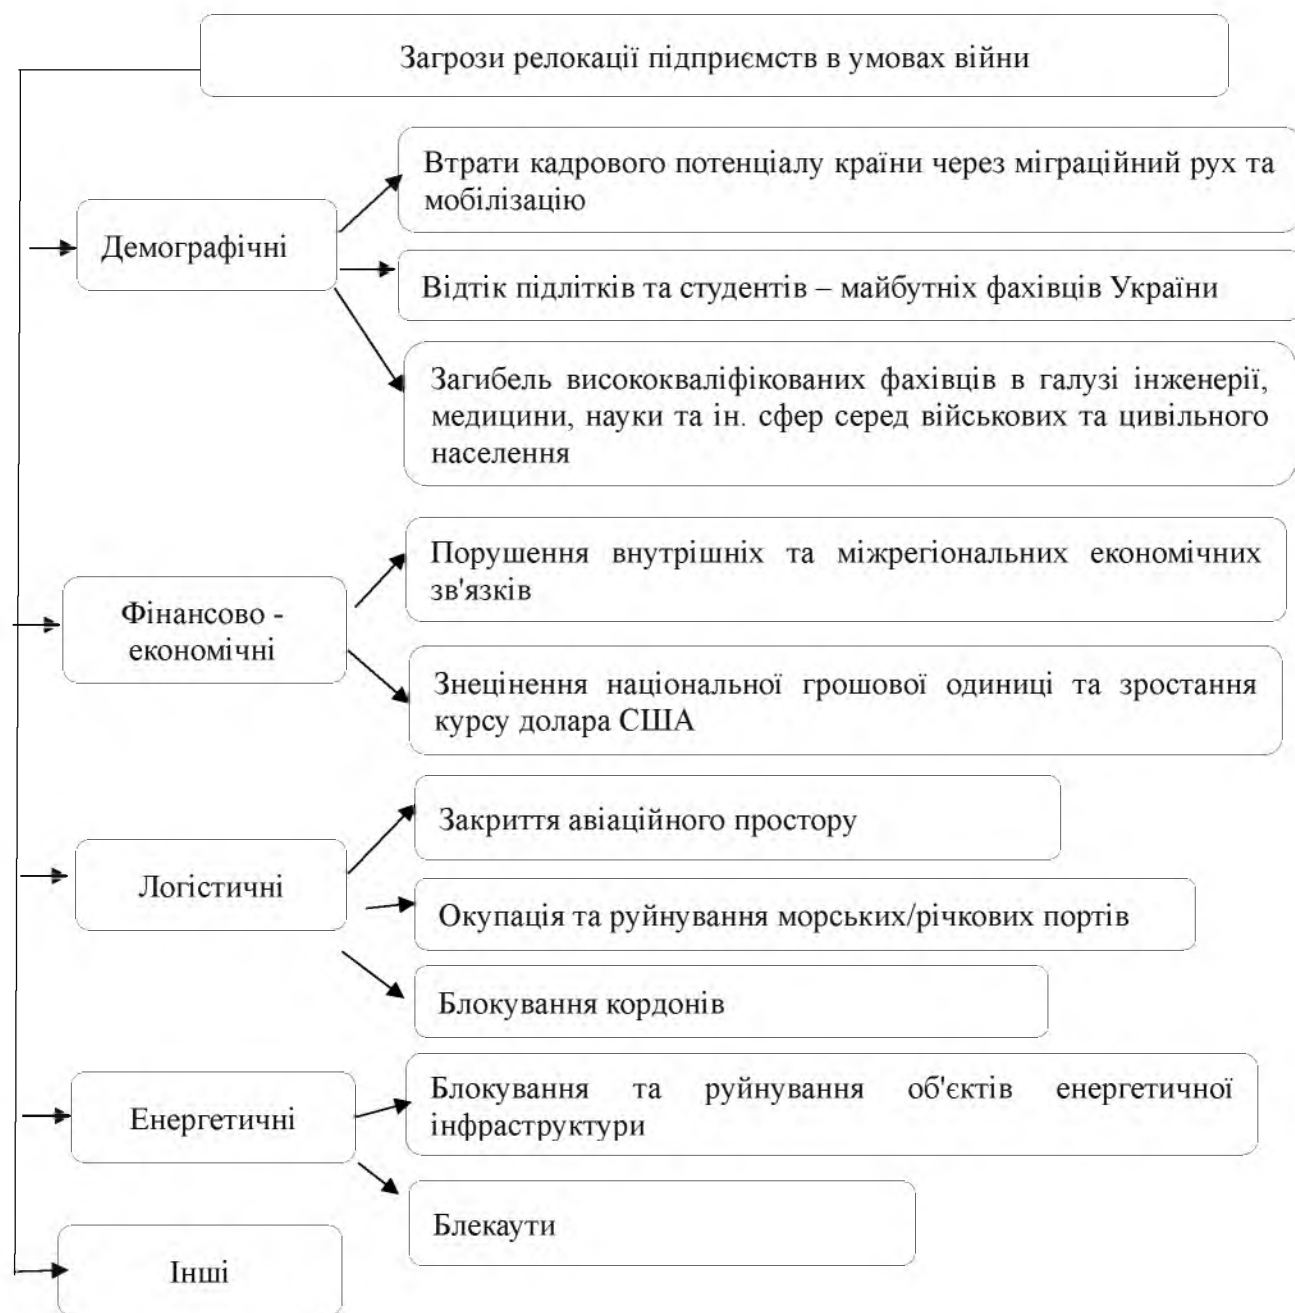 Загрози релокації підприємств в умовах війни
Втрати кадрового потенціалу країни через міграційний рух та
мобілізацію
Демографічні
Відтік підлітків та студентів – майбутніх фахівців України
Загибель висококваліфікованих фахівців в галузі інженерії,
медицини, науки та ін. сфер серед військових та цивільного
населення
Порушення внутрішніх та міжрегіональних економічних
зв'язків
Фінансово -
економічні
Знецінення національної грошової одиниці та зростання
курсу долара США
Закриття авіаційного простору
Логістичні
Окупація та руйнування морських/річкових портів
Блокування кордонів
Блокування та руйнування об'єктів енергетичної
інфраструктури
Енергетичні
Блекаути
Інші